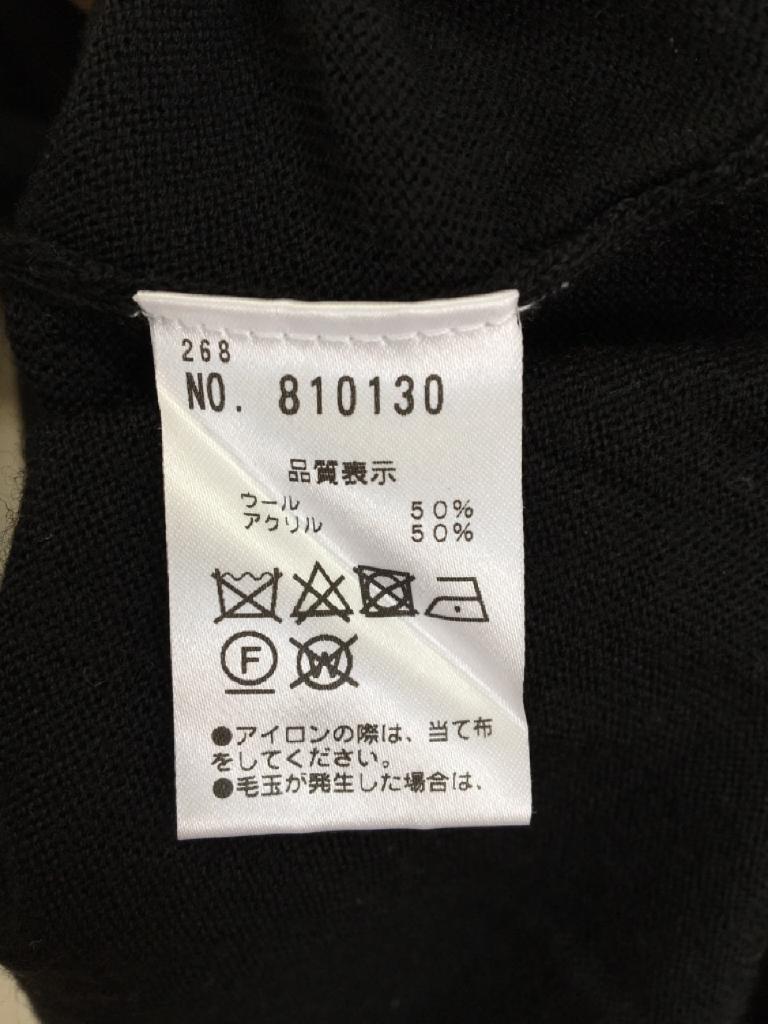 268
NO. 810130
品質表示
ウール 50%
アクリル 50%
F W
●アイロンの際は、当て布
をしてください。
●毛玉が発生した場合は、